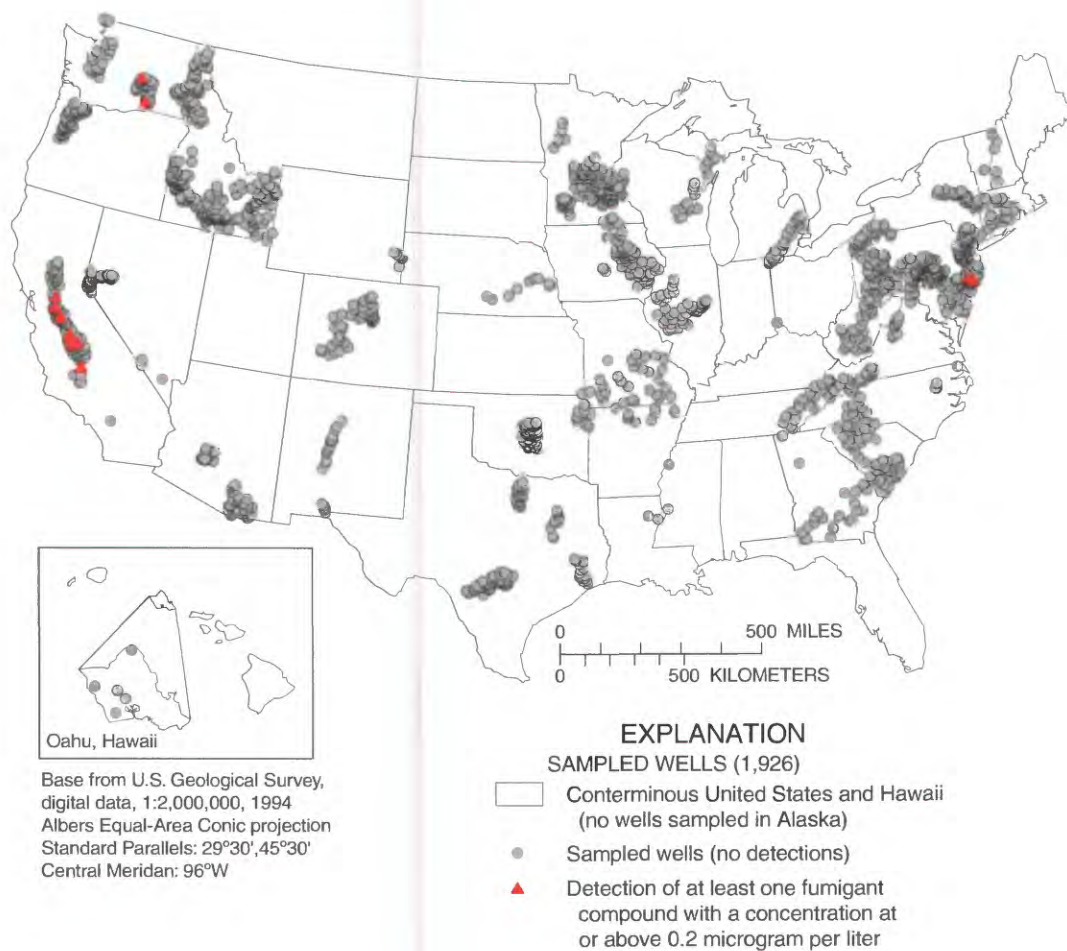 Oahu, Hawaii
Base from U.S. Geological Survey,
digital data, 1:2,000,000, 1994
Albers Equal-Area Conic projection
Standard Parallels: 29°30',45°30'
Central Meridian: 96°W
0 500 MILES
0 500 KILOMETERS
EXPLANATION
SAMPLED WELLS (1,926)
Conterminous United States and Hawaii
(no wells sampled in Alaska)
Sampled wells (no detections)
Detection of at least one fumigant
compound with a concentration at
or above 0.2 microgram per liter